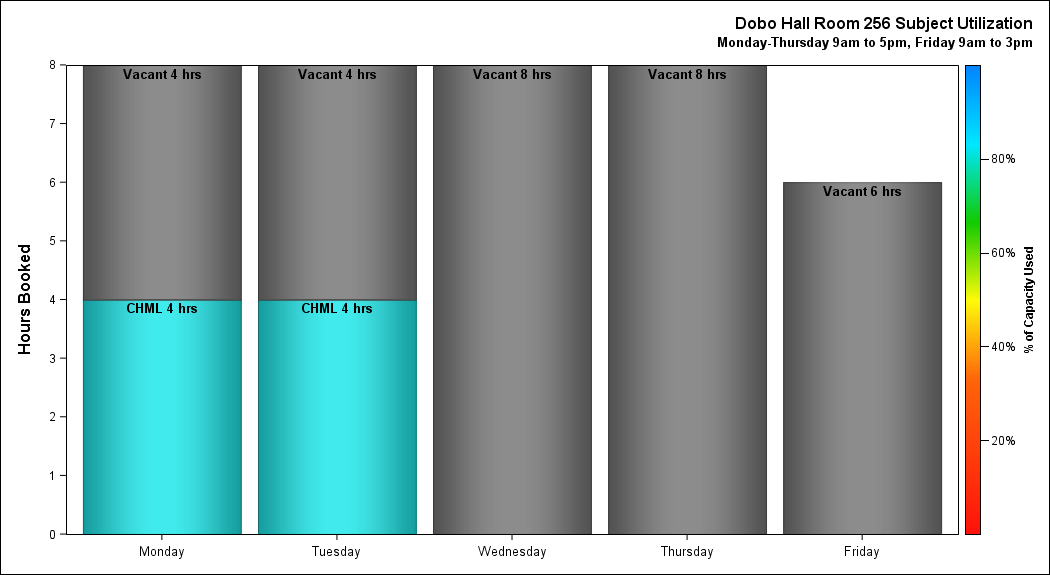 Dobo Hall Room 256 Subject Utilization
Monday-Thursday 9am to 5pm, Friday 9am to 3pm
Hours Booked
8
7
6
5
4
3
2
1
0
Vacant 4 hrs
Vacant 4 hrs
Vacant 8 hrs
Vacant 8 hrs
Vacant 6 hrs
CHML 4 hrs
CHML 4 hrs
Monday
Tuesday
Wednesday
Thursday
Friday
80%
60%
40%
20%
% of Capacity Used